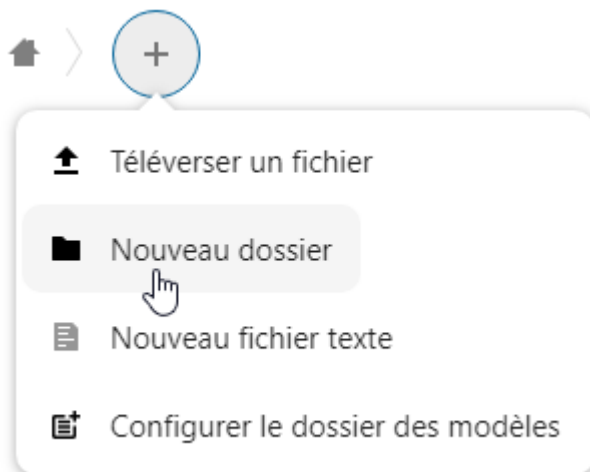 Téléverser un fichier
Nouveau dossier
Nouveau fichier texte
Configurer le dossier des modèles